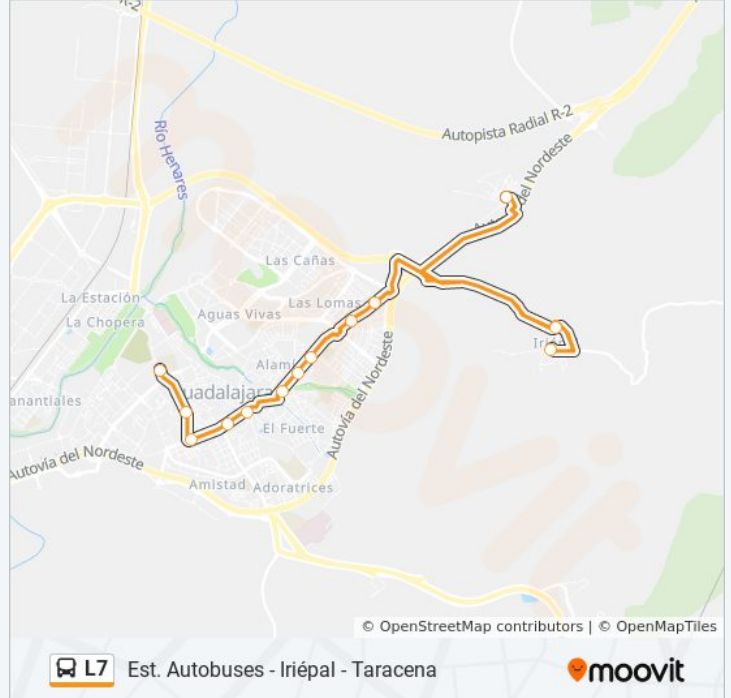 R-2
Autopista Radial R-2
Río Henares
del Nordeste
Las Cañas
La Estación
Las Lomas
La Chopera
Aguas Vivas
Alami
uadalajara
anantiales
El Fuerte
Autovía del Nordeste
Autovía del Nordeste
Amistad
Adoratrices
© OpenStreetMap contributors | © OpenMapTiles
L7 Est. Autobuses - Iriépal - Taracena
moovit